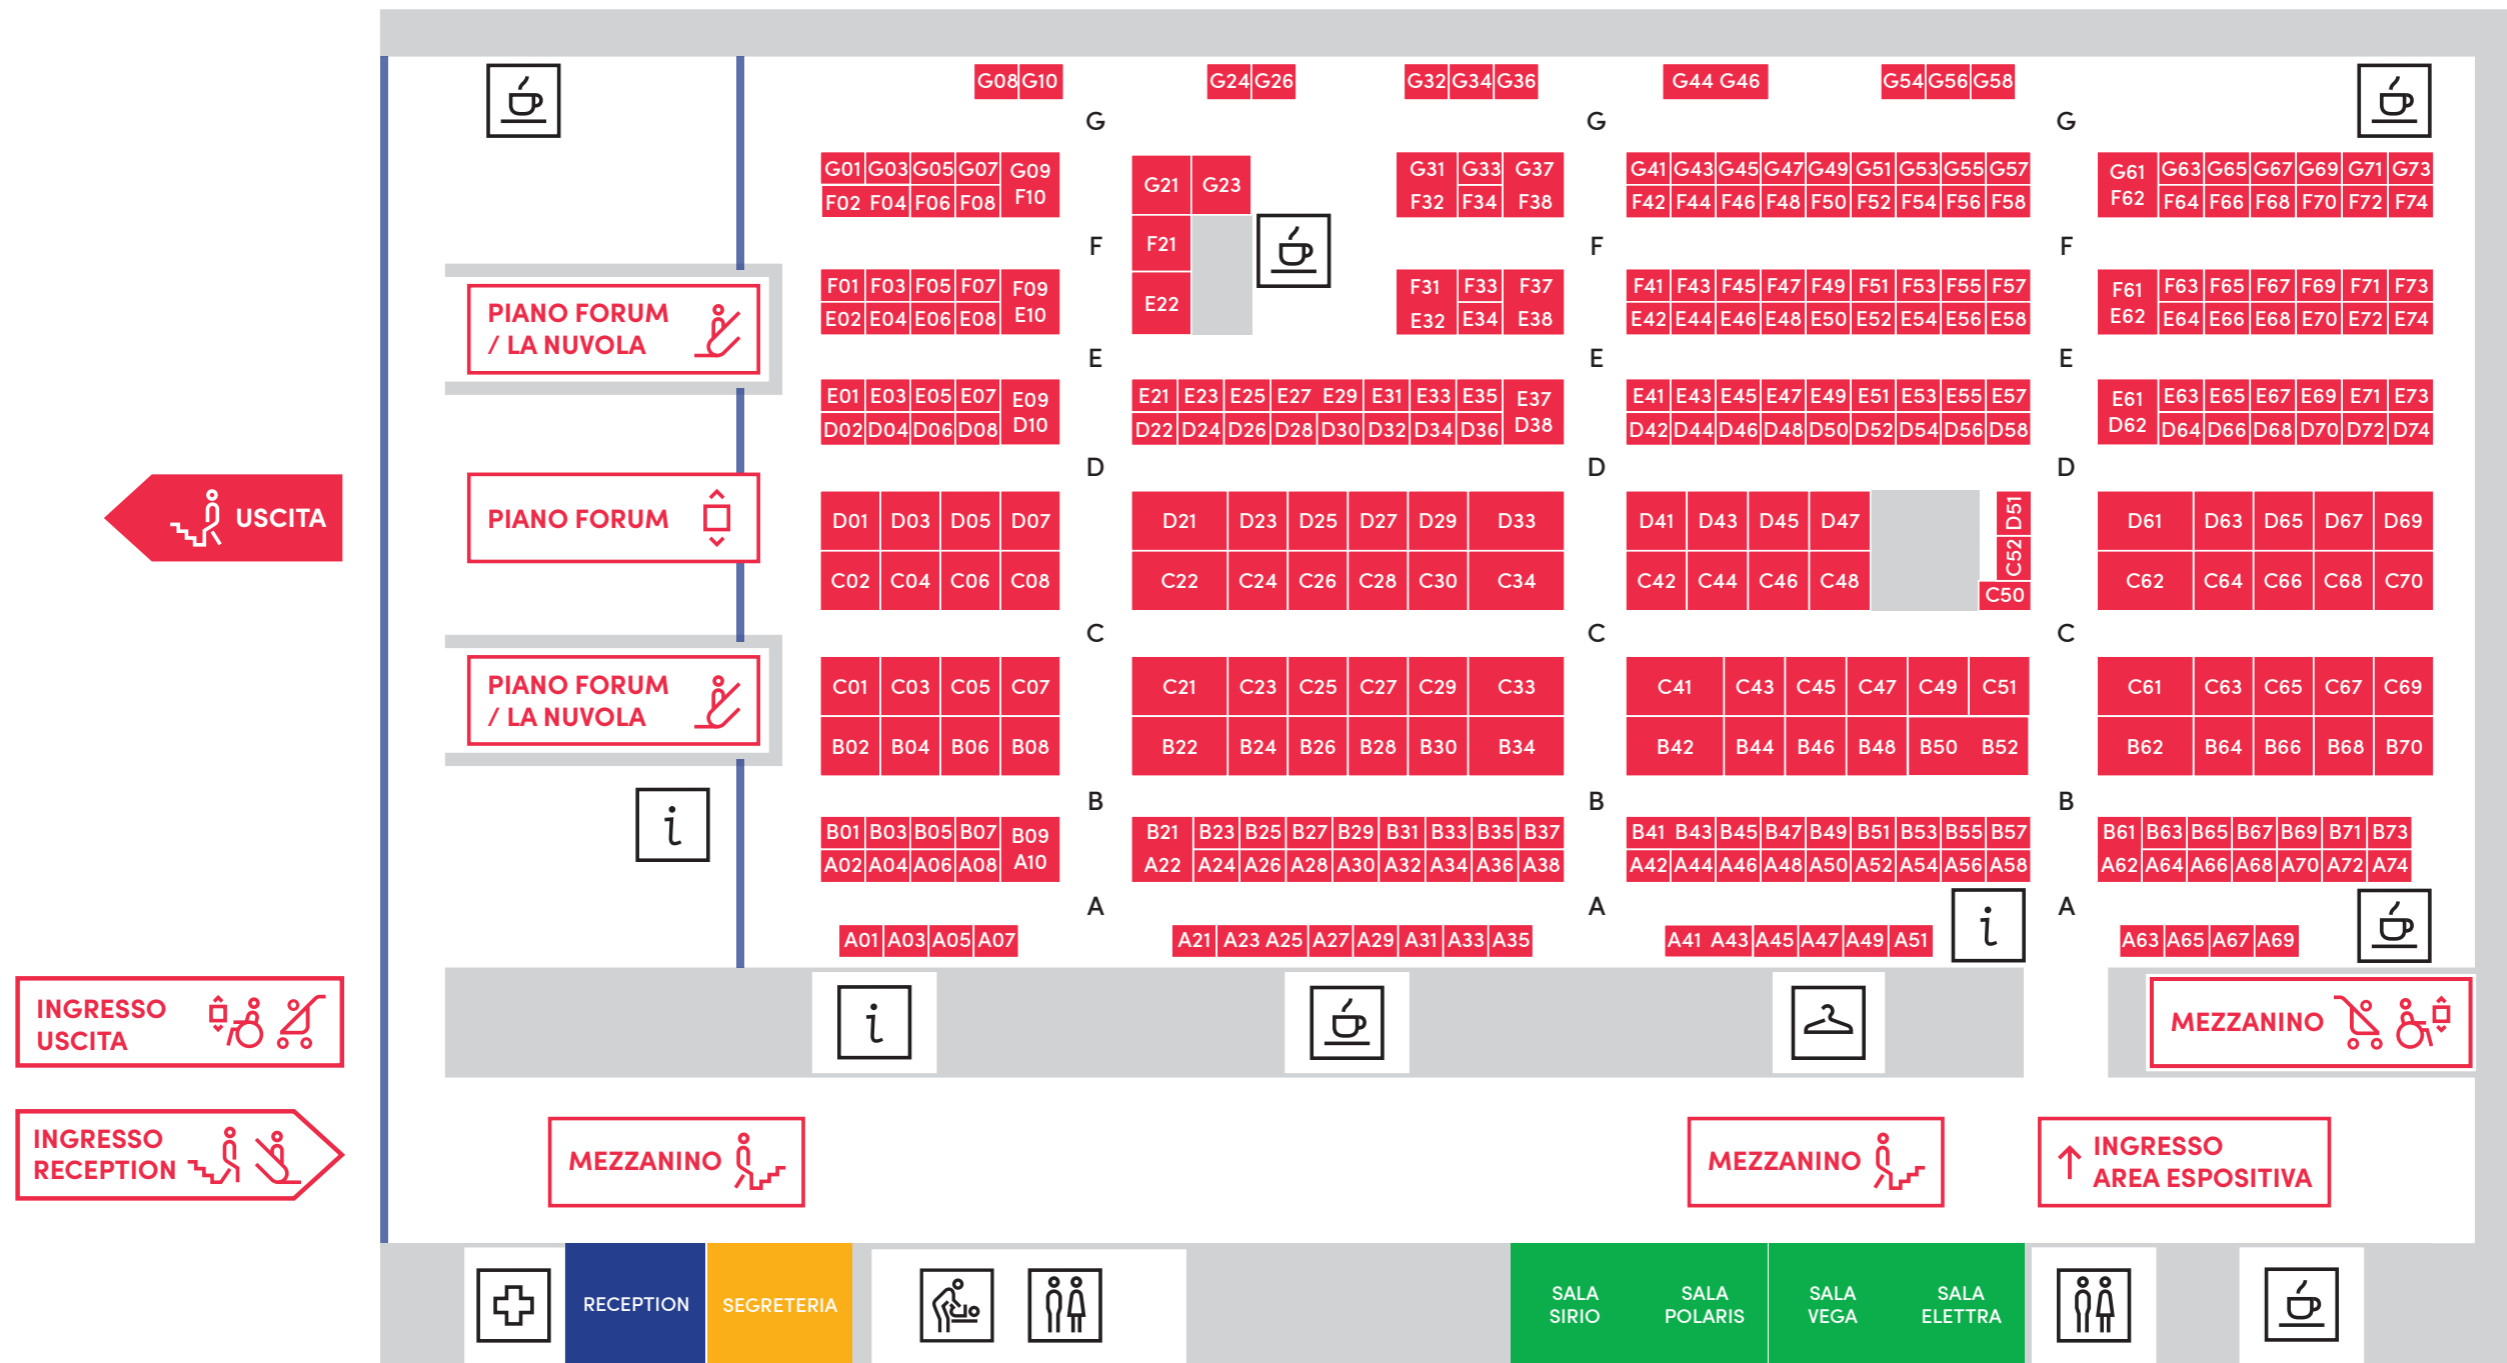 G08 G10 G24 G26 G32 G34 G36 G44 G46 G54 G56 G58
G G G
G01 G03 G05 G07 G09 G21 G23 G31 G33 G37 G41 G43 G45 G47 G49 G51 G53 G55 G57 G61 G63 G65 G67 G69 G71 G73
F02 F04 F06 F08 F10 F32 F34 F38 F42 F44 F46 F48 F50 F52 F54 F56 F58 F62 F64 F66 F68 F70 F72 F74
F F21 F F
F01 F03 F05 F07 F09 E22 F31 F33 F37 F41 F43 F45 F47 F49 F51 F53 F55 F57 F61 F63 F65 F67 F69 F71 F73
E02 E04 E06 E08 E10 E32 E34 E38 E42 E44 E46 E48 E50 E52 E54 E56 E58 E62 E64 E66 E68 E70 E72 E74
PIANO FORUM
/ LA NUVOLA
E E E
E01 E03 E05 E07 E09 E21 E23 E25 E27 E29 E31 E33 E35 E37 E41 E43 E45 E47 E49 E51 E53 E55 E57 E61 E63 E65 E67 E69 E71 E73
D02 D04 D06 D08 D10 D22 D24 D26 D28 D30 D32 D34 D36 D38 D42 D44 D46 D48 D50 D52 D54 D56 D58 D62 D64 D66 D68 D70 D72 D74
D D D
USCITA
PIANO FORUM
D01 D03 D05 D07 D21 D23 D25 D27 D29 D33 D41 D43 D45 D47 D51 D61 D63 D65 D67 D69
C02 C04 C06 C08 C22 C24 C26 C28 C30 C34 C42 C44 C46 C48 C52 C62 C64 C66 C68 C70
C50
C C C
PIANO FORUM
/ LA NUVOLA
C01 C03 C05 C07 C21 C23 C25 C27 C29 C33 C41 C43 C45 C47 C49 C51 C61 C63 C65 C67 C69
B02 B04 B06 B08 B22 B24 B26 B28 B30 B34 B42 B44 B46 B48 B50 B52 B62 B64 B66 B68 B70
B B B
i
B01 B03 B05 B07 B09 B21 B23 B25 B27 B29 B31 B33 B35 B37 B41 B43 B45 B47 B49 B51 B53 B55 B57 B61 B63 B65 B67 B69 B71 B73
A02 A04 A06 A08 A10 A22 A24 A26 A28 A30 A32 A34 A36 A38 A42 A44 A46 A48 A50 A52 A54 A56 A58 A62 A64 A66 A68 A70 A72 A74
A A i A
A01 A03 A05 A07 A21 A23 A25 A27 A29 A31 A33 A35 A41 A43 A45 A47 A49 A51 A63 A65 A67 A69
INGRESSO
USCITA
i
MEZZANINO
INGRESSO
RECEPTION
MEZZANINO
MEZZANINO
INGRESSO
AREA ESPOSITIVA
RECEPTION
SEGRETERIA
SALA
SIRIO
SALA
POLARIS
SALA
VEGA
SALA
ELETTRA